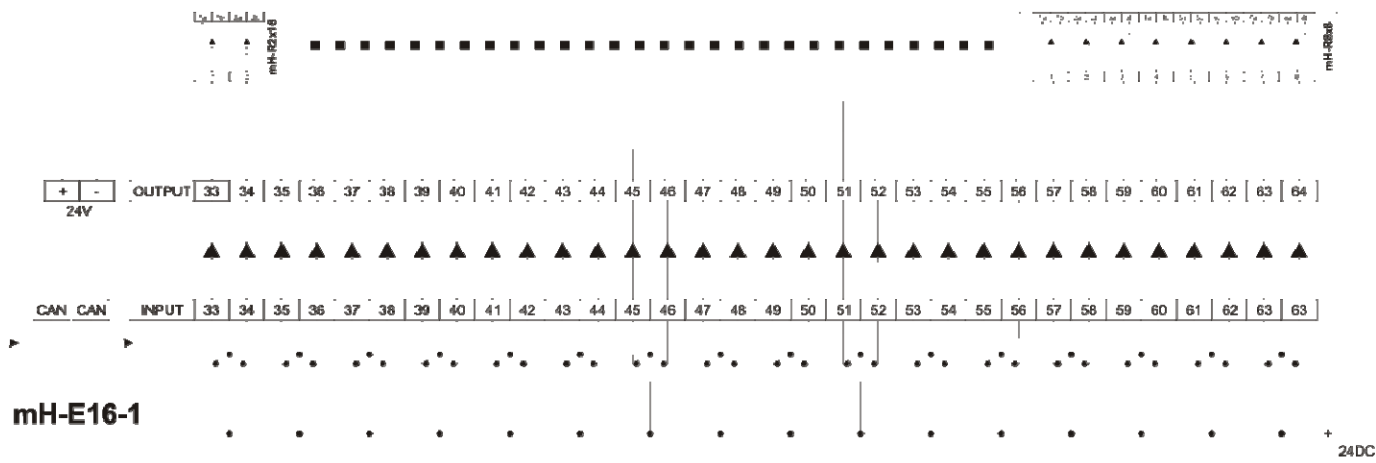 mH-R2x16
mH-R8x8
+ - OUTPUT 33 34 35 36 37 38 39 40 41 42 43 44 45 46 47 48 49 50 51 52 53 54 55 56 57 58 59 60 61 62 63 64
24V
CAN CAN INPUT 33 34 35 36 37 38 39 40 41 42 43 44 45 46 47 48 49 50 51 52 53 54 55 56 57 58 59 60 61 62 63 63
mH-E16-1
+
24DC